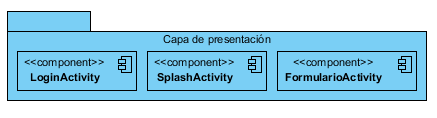 Capa de presentación
<<component>>
LoginActivity
<<component>>
SplashActivity
<<component>>
FormularioActivity